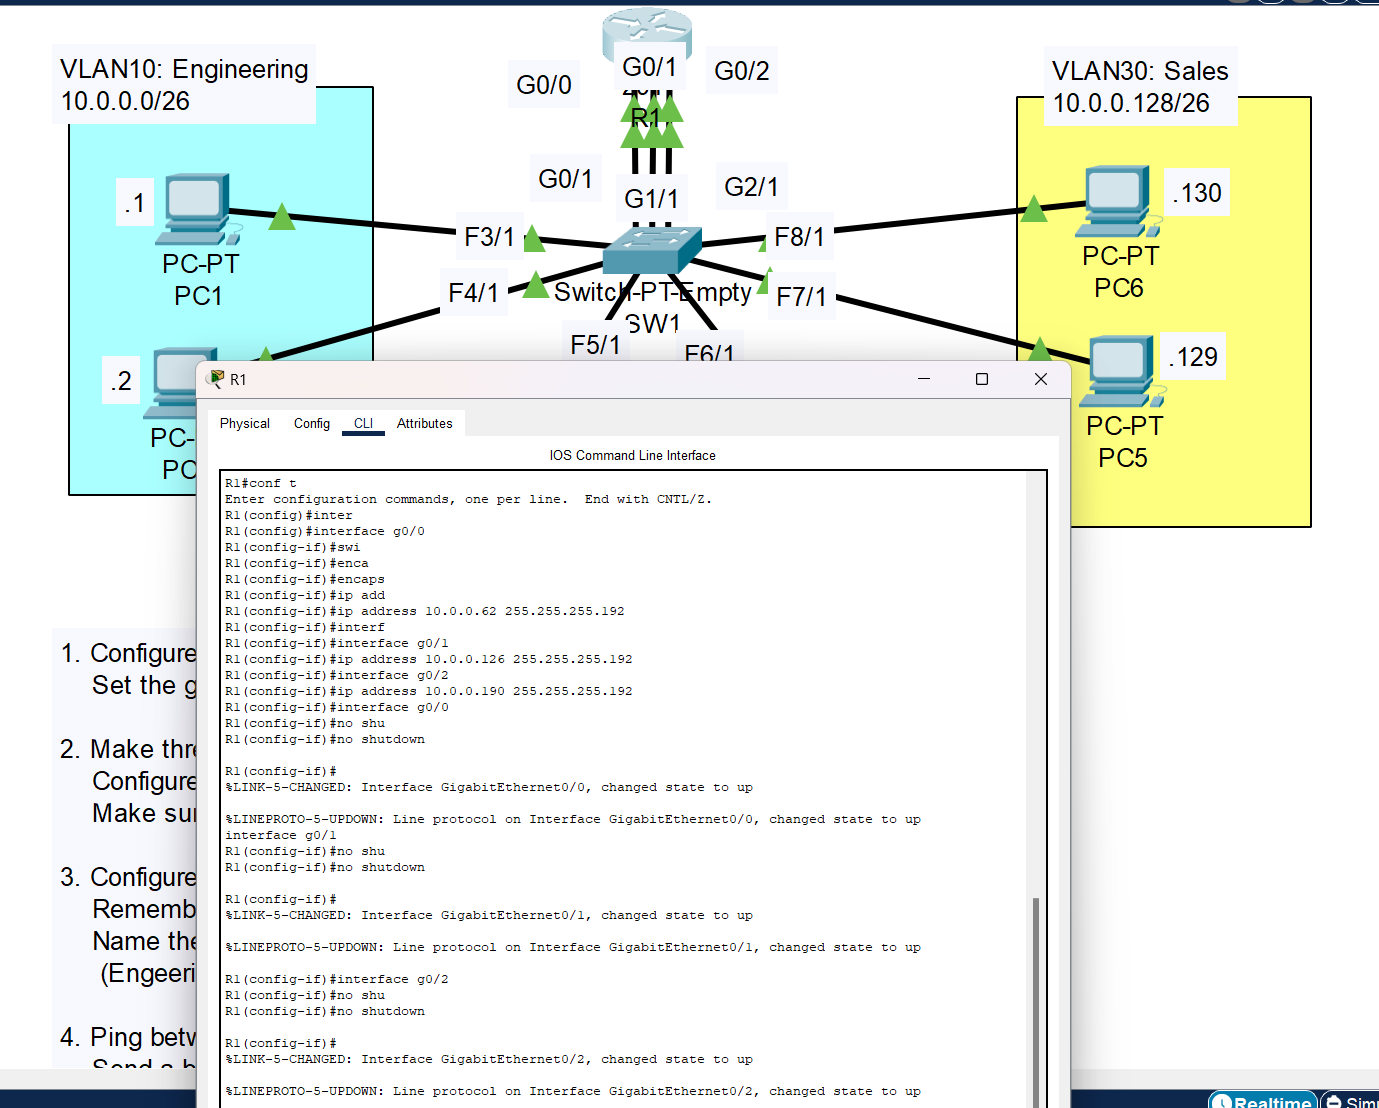 VLAN10: Engineering
10.0.0.0/26
G0/0
G0/1
G0/2
R1
VLAN30: Sales
10.0.0.128/26
.1
PC-PT
PC1
G0/1
G1/1
G2/1
F3/1
F8/1
F4/1
Switch-PT-Empty
SW1
F7/1
F5/1
F6/1
.130
PC-PT
PC6
.2
PC-
PC
.129
PC-PT
PC5
R1
Physical
Config
CLI
Attributes
IOS Command Line Interface
R1#conf t
Enter configuration commands, one per line.  End with CNTL/Z.
R1(config)#inter
R1(config)#interface g0/0
R1(config-if)#swi
R1(config-if)#enca
R1(config-if)#encaps
R1(config-if)#ip add
R1(config-if)#ip address 10.0.0.62 255.255.255.192
R1(config-if)#interf
R1(config-if)#interface g0/1
R1(config-if)#ip address 10.0.0.126 255.255.255.192
R1(config-if)#interface g0/2
R1(config-if)#ip address 10.0.0.190 255.255.255.192
R1(config-if)#interface g0/0
R1(config-if)#no shu
R1(config-if)#no shutdown
R1(config-if)#
%LINK-5-CHANGED: Interface GigabitEthernet0/0, changed state to up
%LINEPROTO-5-UPDOWN: Line protocol on Interface GigabitEthernet0/0, changed state to up
interface g0/1
R1(config-if)#no shu
R1(config-if)#no shutdown
R1(config-if)#
%LINK-5-CHANGED: Interface GigabitEthernet0/1, changed state to up
%LINEPROTO-5-UPDOWN: Line protocol on Interface GigabitEthernet0/1, changed state to up
R1(config-if)#interface g0/2
R1(config-if)#no shu
R1(config-if)#no shutdown
R1(config-if)#
%LINK-5-CHANGED: Interface GigabitEthernet0/2, changed state to up
%LINEPROTO-5-UPDOWN: Line protocol on Interface GigabitEthernet0/2, changed state to up
1. Configure
Set the g
2. Make thre
Configure
Make sur
3. Configure
Rememb
Name the
(Engeeri
4. Ping betw
Send a b
Realtime
Sim